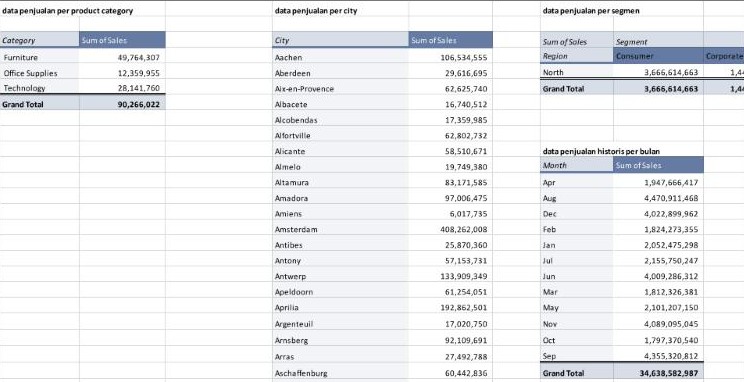 data penjualan per product category
Category Sum of Sales
Furniture 49,764,307
Office Supplies 12,359,955
Technology 28,141,760
Grand Total 90,266,022
data penjualan per city
City Sum of Sales
Aachen 106,534,555
Aberdeen 29,616,695
Aix-en-Provence 62,625,740
Albacete 16,740,512
Alcobendas 17,359,985
Alfortville 62,802,732
Alicante 58,510,671
Almelo 19,749,380
Altamura 83,171,585
Amadora 97,006,475
Amiens 6,017,735
Amsterdam 408,262,008
Antibes 25,870,360
Antony 57,153,731
Antwerp 133,909,349
Apeldoorn 61,254,051
Aprilia 192,862,501
Argenteuil 17,020,750
Arnsberg 92,109,691
Arras 27,492,788
Aschaffenburg 60,442,836
data penjualan per segmen
Sum of Sales Segment
Region Consumer Corporate
North 3,666,614,663 1,44
Grand Total 3,666,614,663 1,44
data penjualan historis per bulan
Month Sum of Sales
Apr 1,947,666,417
Aug 4,470,911,468
Dec 4,022,899,962
Feb 1,824,273,355
Jan 2,052,475,298
Jul 2,155,750,247
Jun 4,009,286,312
Mar 1,812,326,381
May 2,101,207,150
Nov 4,089,095,045
Oct 1,797,370,540
Sep 4,355,320,812
Grand Total 34,638,582,987